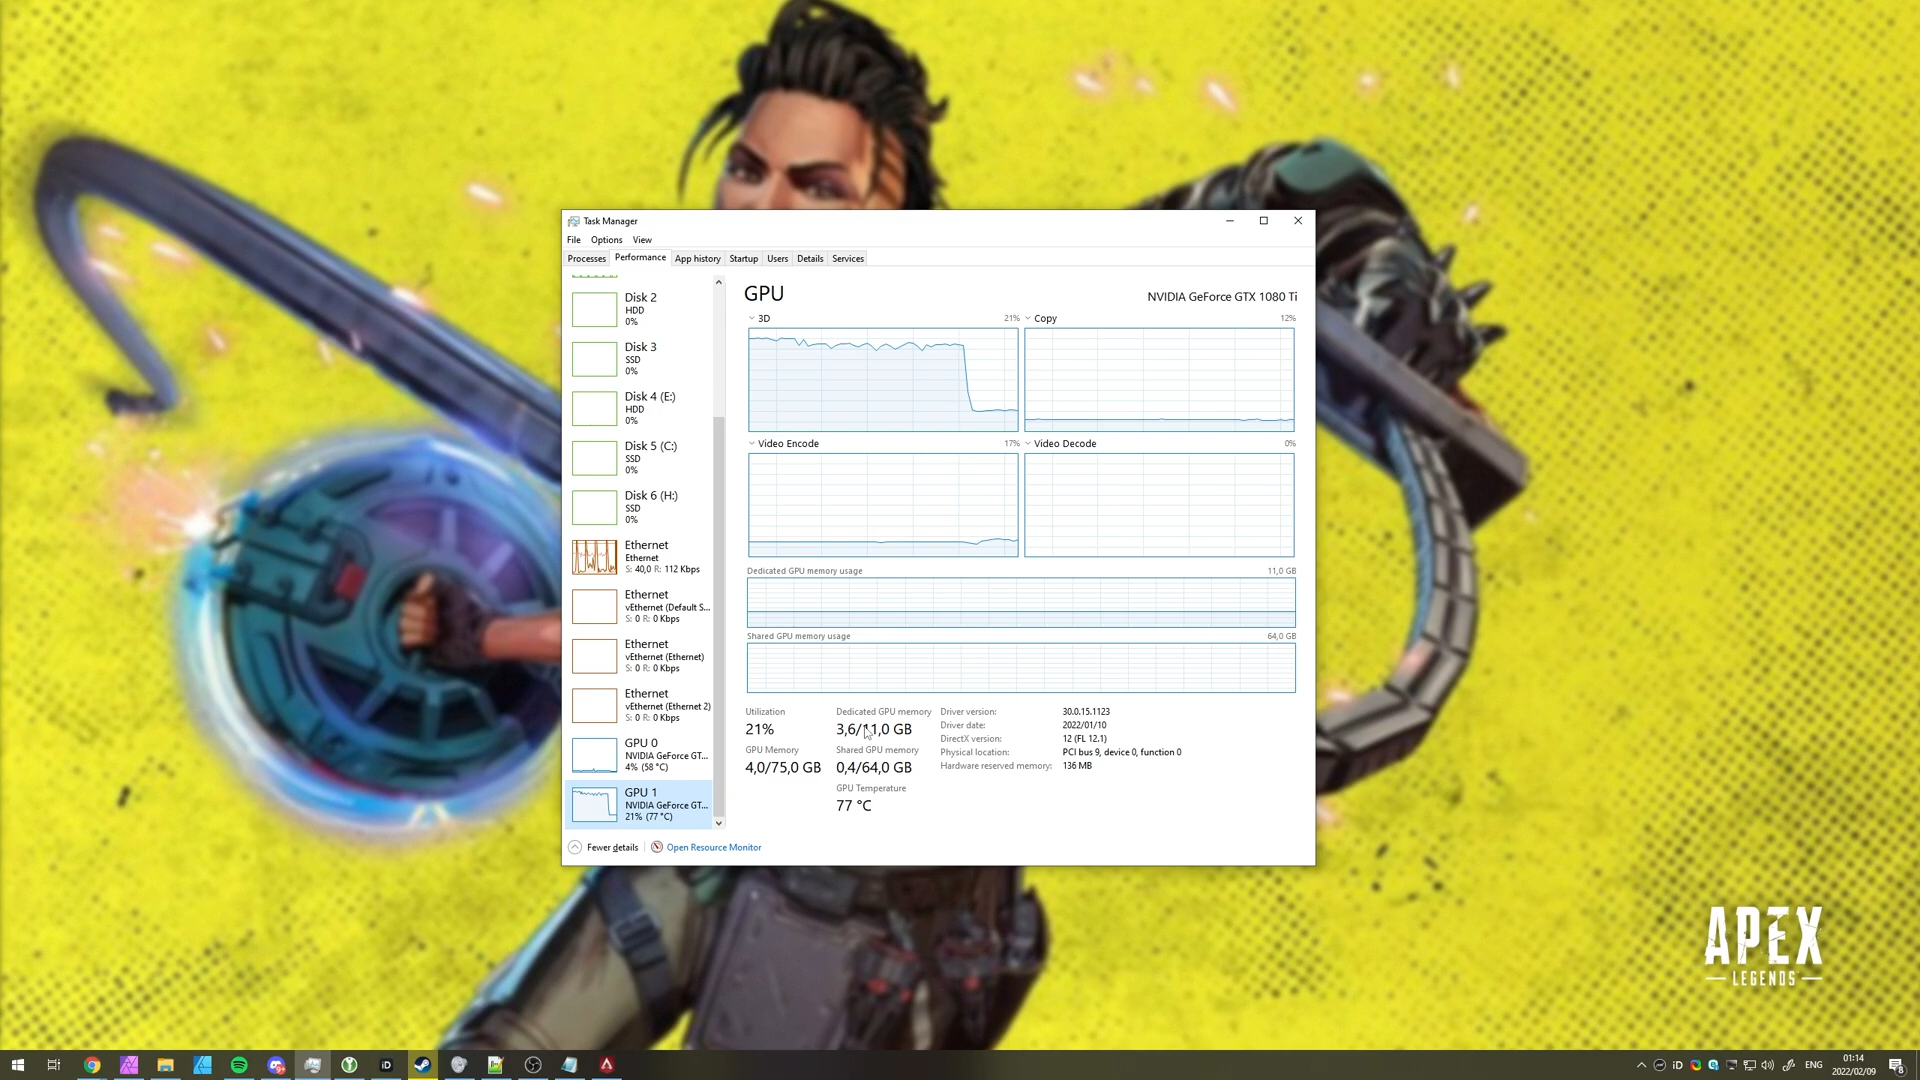 Task Manager
File Options View
Processes Performance App history Startup Users Details Services
Disk 2
HDD
0%
Disk 3
SSD
0%
Disk 4 (E:)
HDD
0%
Disk 5 (C:)
SSD
0%
Disk 6 (H:)
SSD
0%
Ethernet
Ethernet
S: 40,0 R: 112 Kbps
Ethernet
vEthernet (Default S...
S: 0 R: 0 Kbps
Ethernet
vEthernet (Ethernet)
S: 0 R: 0 Kbps
Ethernet
vEthernet (Ethernet 2)
S: 0 R: 0 Kbps
GPU 0
NVIDIA GeForce GT...
4% (58 °C)
GPU 1
NVIDIA GeForce GT...
21% (77 °C)
GPU NVIDIA GeForce GTX 1080 Ti
3D 21% Copy 12%
Video Encode 17% Video Decode 0%
Dedicated GPU memory usage 11,0 GB
Shared GPU memory usage 64,0 GB
Utilization
21%
GPU Memory
4,0/75,0 GB
Dedicated GPU memory
3,6/11,0 GB
Shared GPU memory
0,4/64,0 GB
GPU Temperature
77 °C
Driver version: 30.0.15.1123
Driver date: 2022/01/10
DirectX version: 12 (FL 12.1)
Physical location: PCI bus 9, device 0, function 0
Hardware reserved memory: 136 MB
Fewer details Open Resource Monitor
APEX
LEGENDS
iD
iD
ENG
01:14
2022/02/09
8